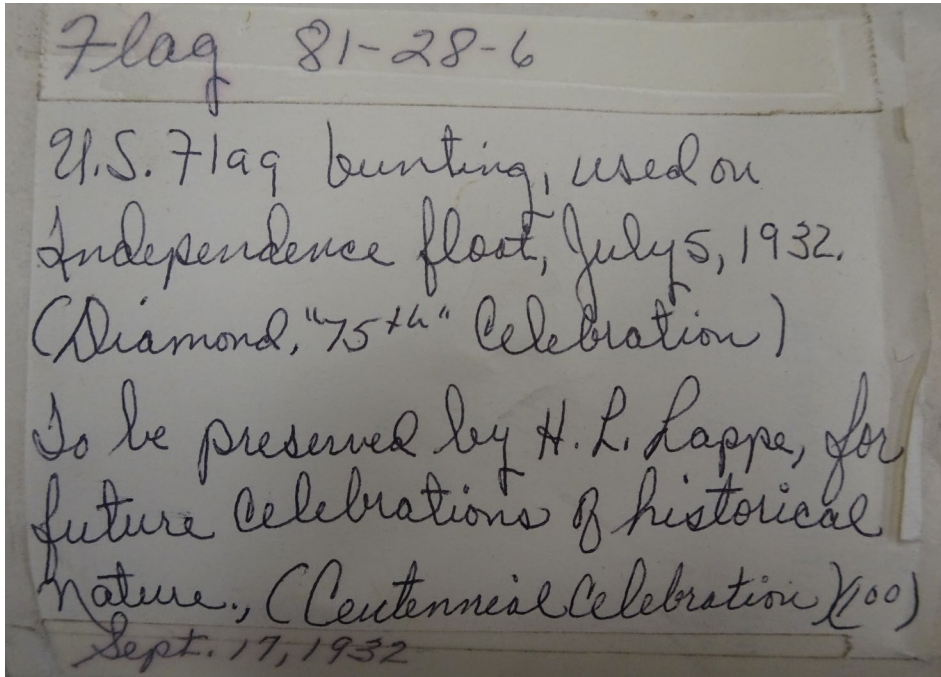 Flag 81-28-6
U.S. Flag bunting, used on
Independence float, July 5, 1932.
(Diamond, "75th" Celebration)
To be preserved by H. L. Lappe, for
future Celebrations of historical
nature., (Centennial Celebration)(100)
Sept. 17, 1932